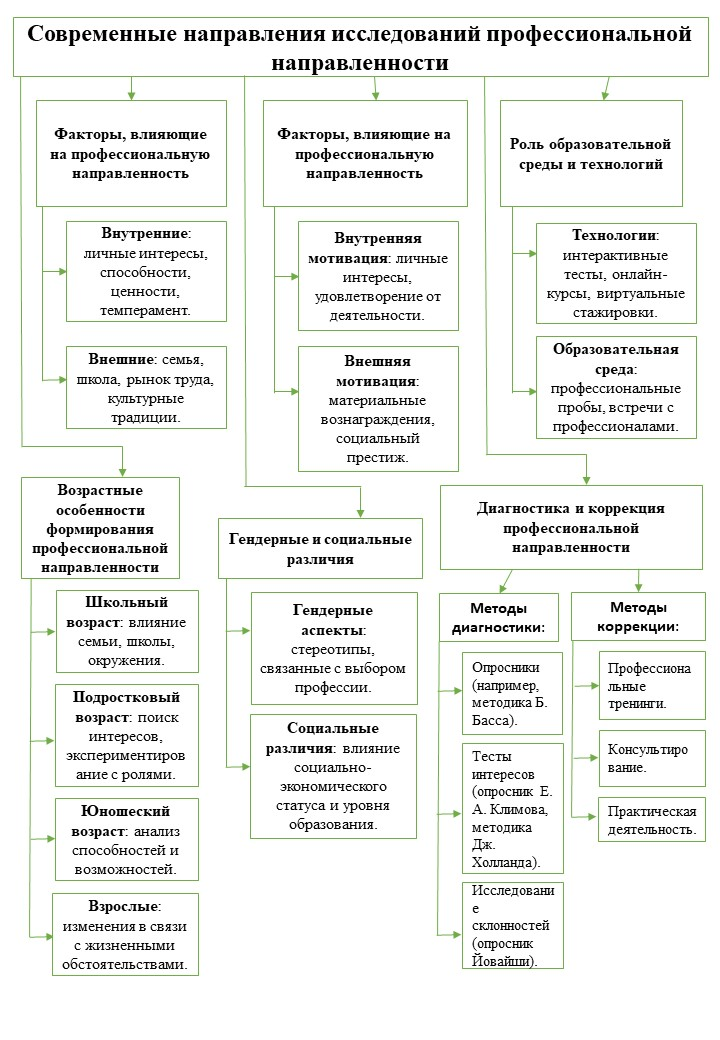 Современные направления исследований профессиональной
направленности
Факторы, влияющие
на профессиональную
направленность
Внутренние:
личные интересы,
способности,
ценности,
темперамент.
Внешние: семья,
школа, рынок труда,
культурные
традиции.
Факторы, влияющие на
профессиональную
направленность
Внутренняя
мотивация: личные
интересы,
удовлетворение от
деятельности.
Внешняя
мотивация:
материальные
вознаграждения,
социальный
престиж.
Роль образовательной
среды и технологий
Технологии:
интерактивные
тесты, онлайн-
курсы, виртуальные
стажировки.
Образовательная
среда:
профессиональные
пробы, встречи с
профессионалами.
Возрастные
особенности
формирования
профессиональной
направленности
Школьный
возраст: влияние
семьи, школы,
окружения.
Подростковый
возраст: поиск
интересов,
экспериментиров
ание с ролями.
Юношеский
возраст: анализ
способностей и
возможностей.
Взрослые:
изменения в связи
с жизненными
обстоятельствами.
Гендерные и социальные
различия
Гендерные
аспекты:
стереотипы,
связанные с выбором
профессии.
Социальные
различия: влияние
социально-
экономического
статуса и уровня
образования.
Диагностика и коррекция
профессиональной
направленности
Методы
диагностики:
Опросники
(например,
методика Б.
Басса).
Тесты
интересов
(опросник Е.
А. Климова,
методика
Дж.
Холланда).
Исследовани
е
склонностей
(опросник
Йовайши).
Методы
коррекции:
Профессиона
льные
тренинги.
Консультиро
вание.
Практическая
деятельность.